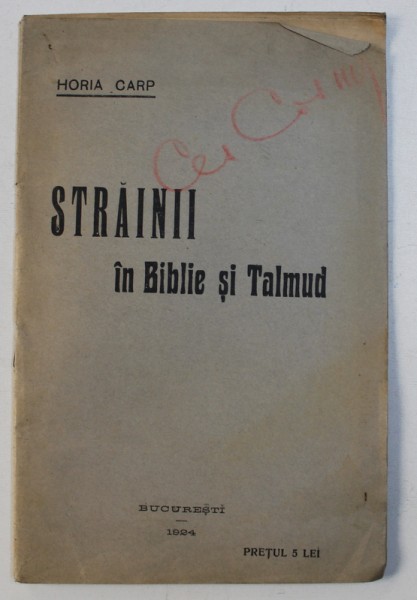 HORIA CARP
STRĂINII
în Biblie și Talmud
BUCUREȘTI
1924
PREȚUL 5 LEI